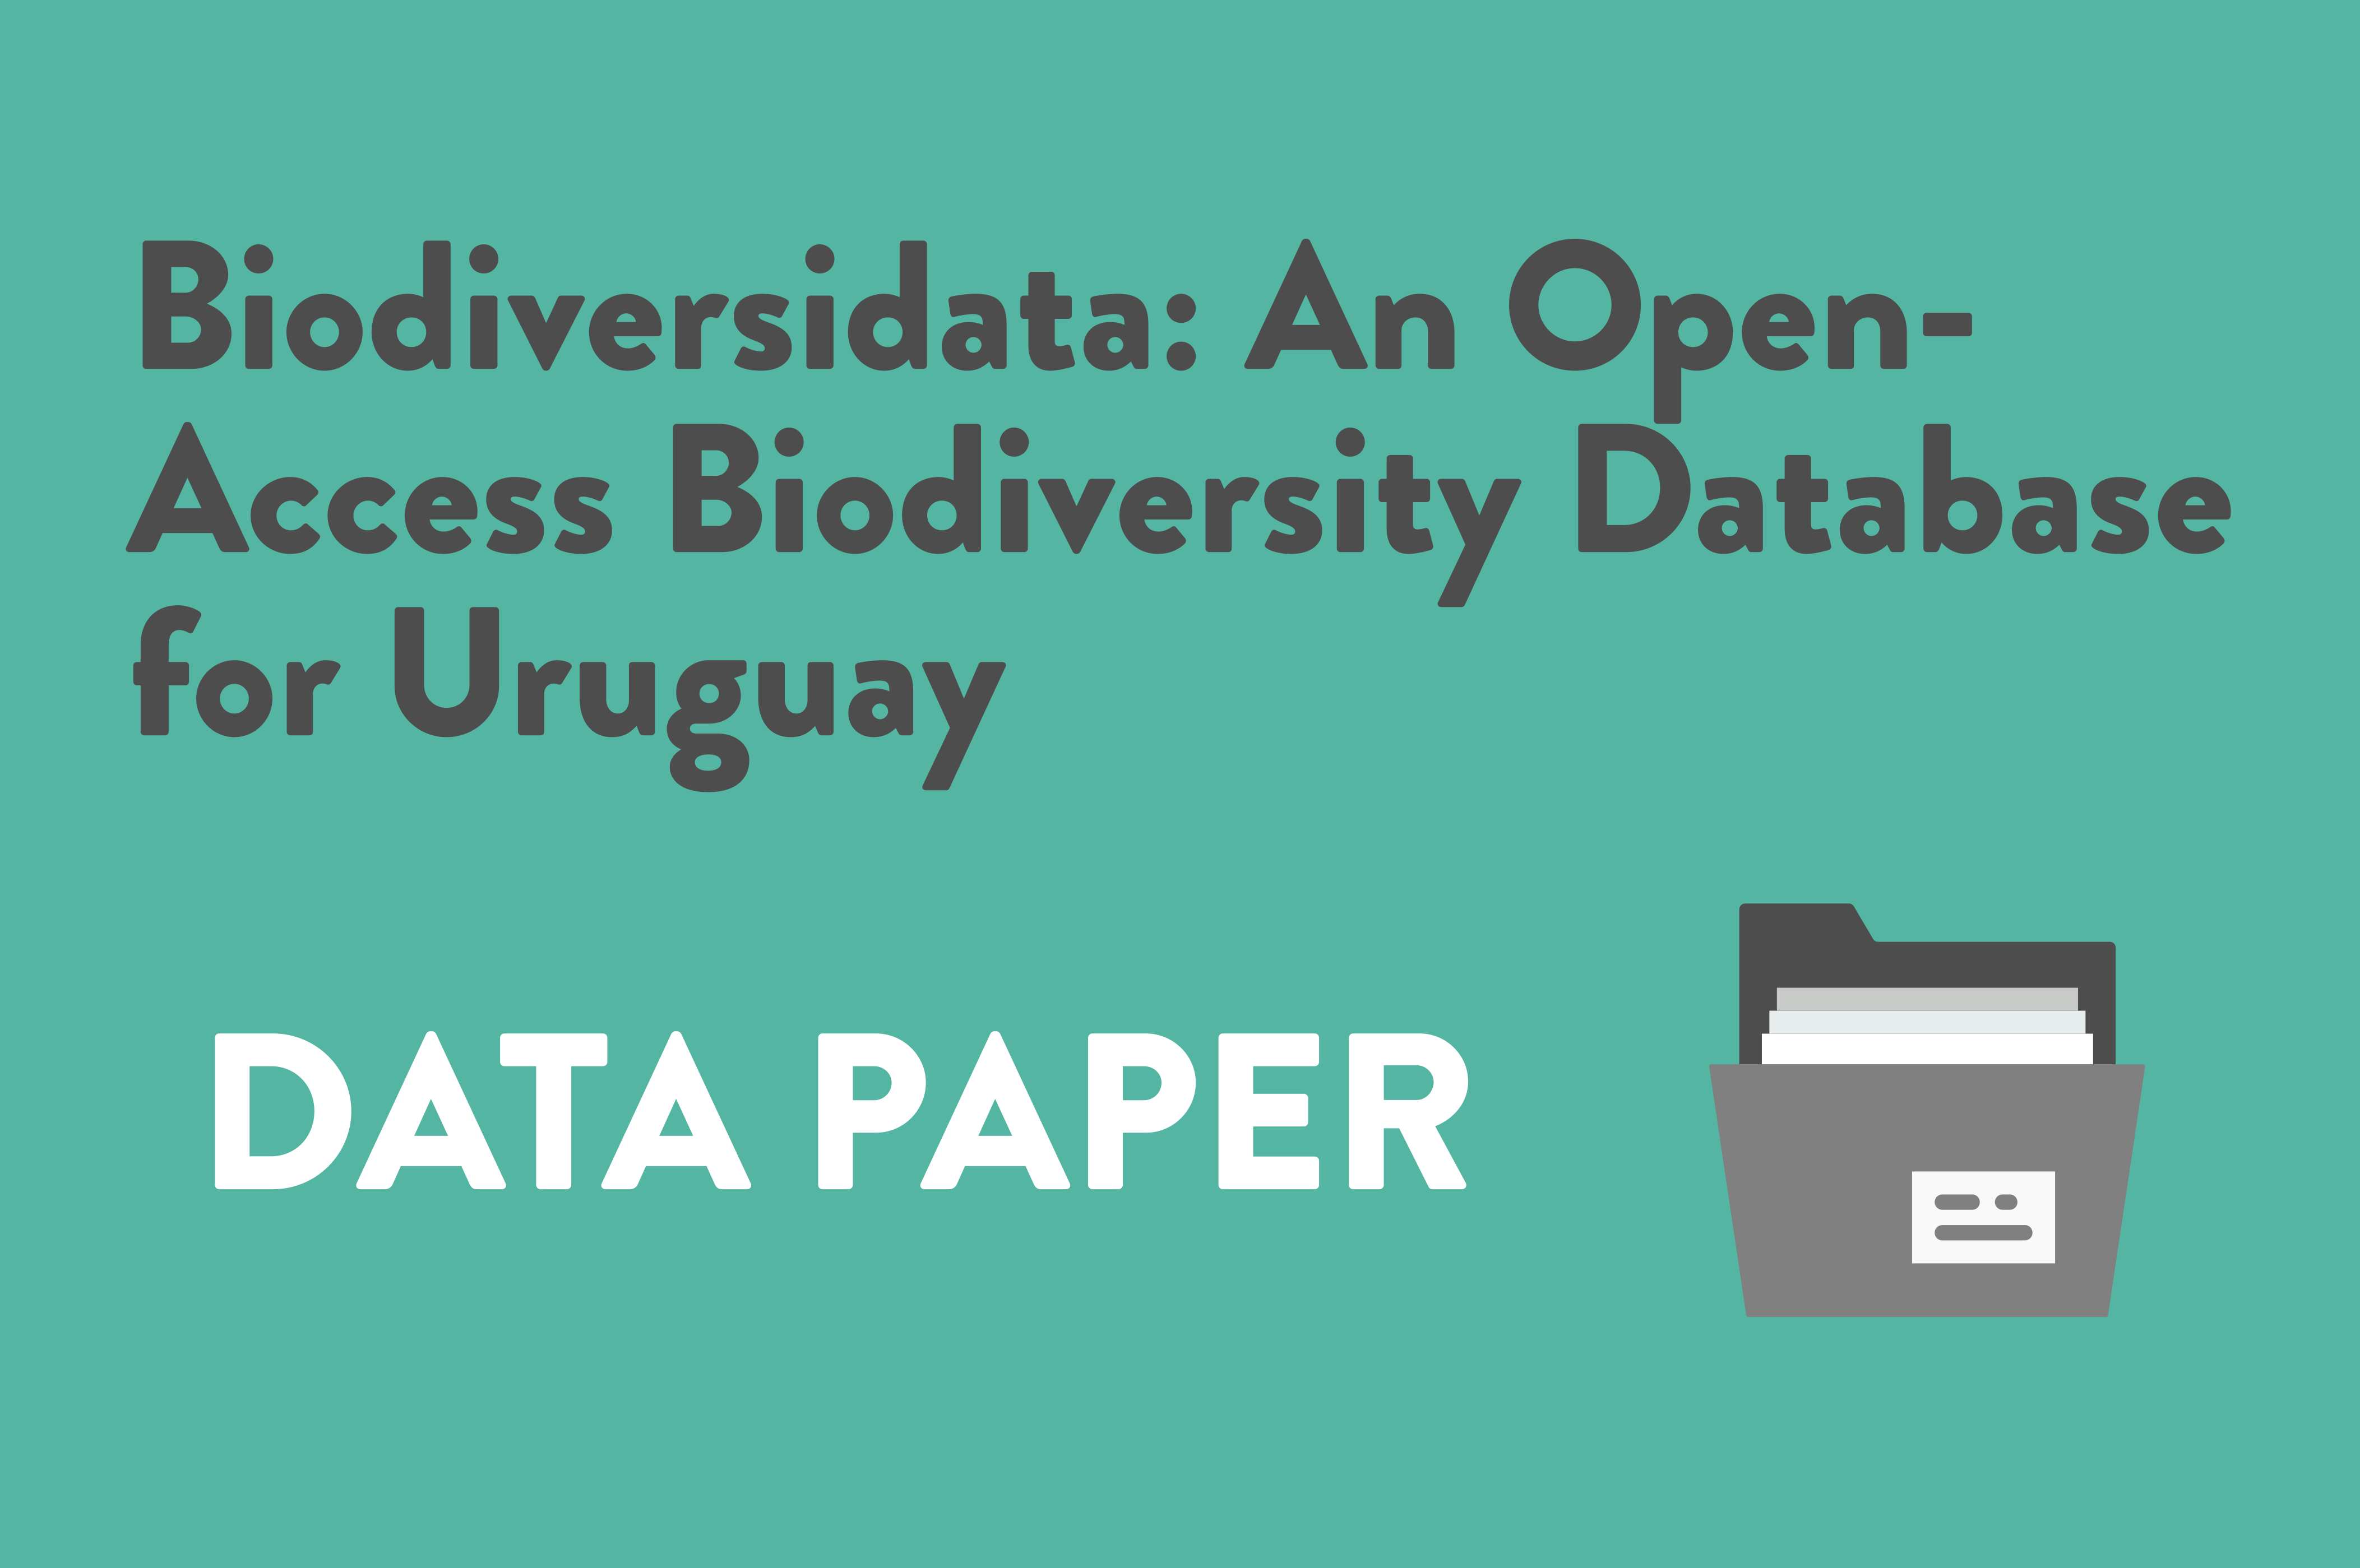 Biodiversidata: An Open-
Access Biodiversity Database
for Uruguay
DATA PAPER